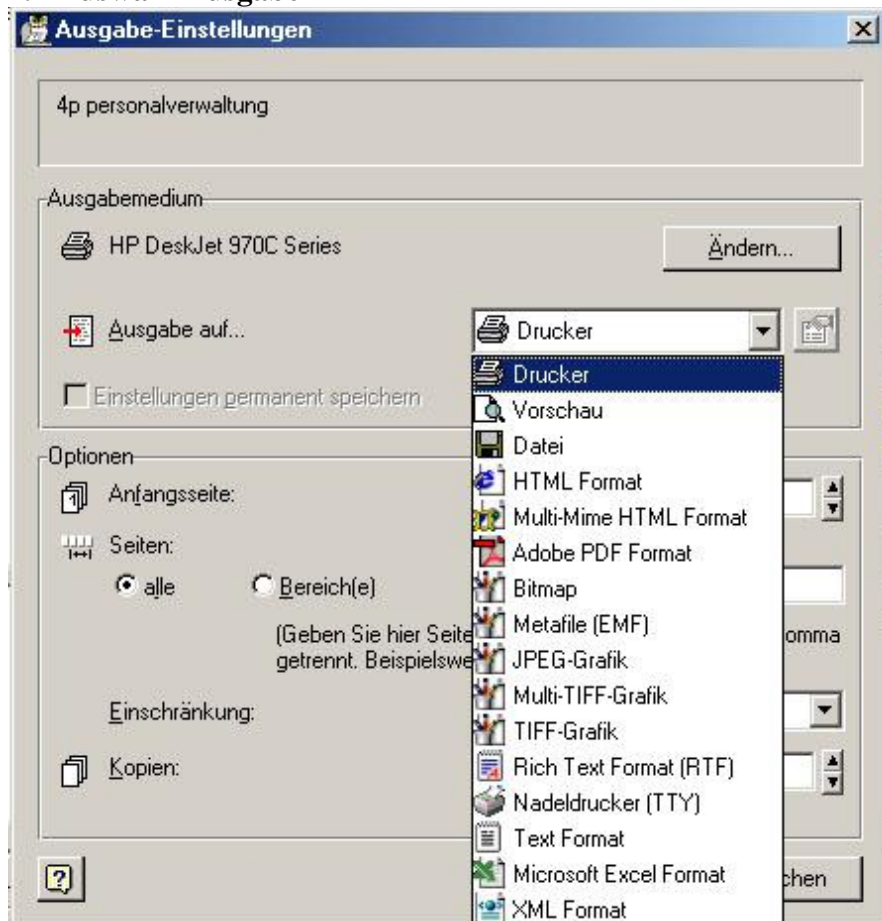 Ausgabe-Einstellungen
4p personalverwaltung
Ausgabemedium
HP DeskJet 970C Series
Ändern...
Ausgabe auf...
Drucker
Einstellungen permanent speichern
Drucker
Vorschau
Datei
HTML Format
Multi-Mime HTML Format
Adobe PDF Format
Bitmap
Metafile (EMF)
JPEG-Grafik
Multi-TIFF-Grafik
TIFF-Grafik
Rich Text Format (RTF)
Nadeldrucker (TTY)
Text Format
Microsoft Excel Format
XML Format
Optionen
Anfangsseite:
Seiten:
alle
Bereich(e)
(Geben Sie hier Seite
omma
getrennt. Beispielswe
Einschränkung:
Kopien:
chen